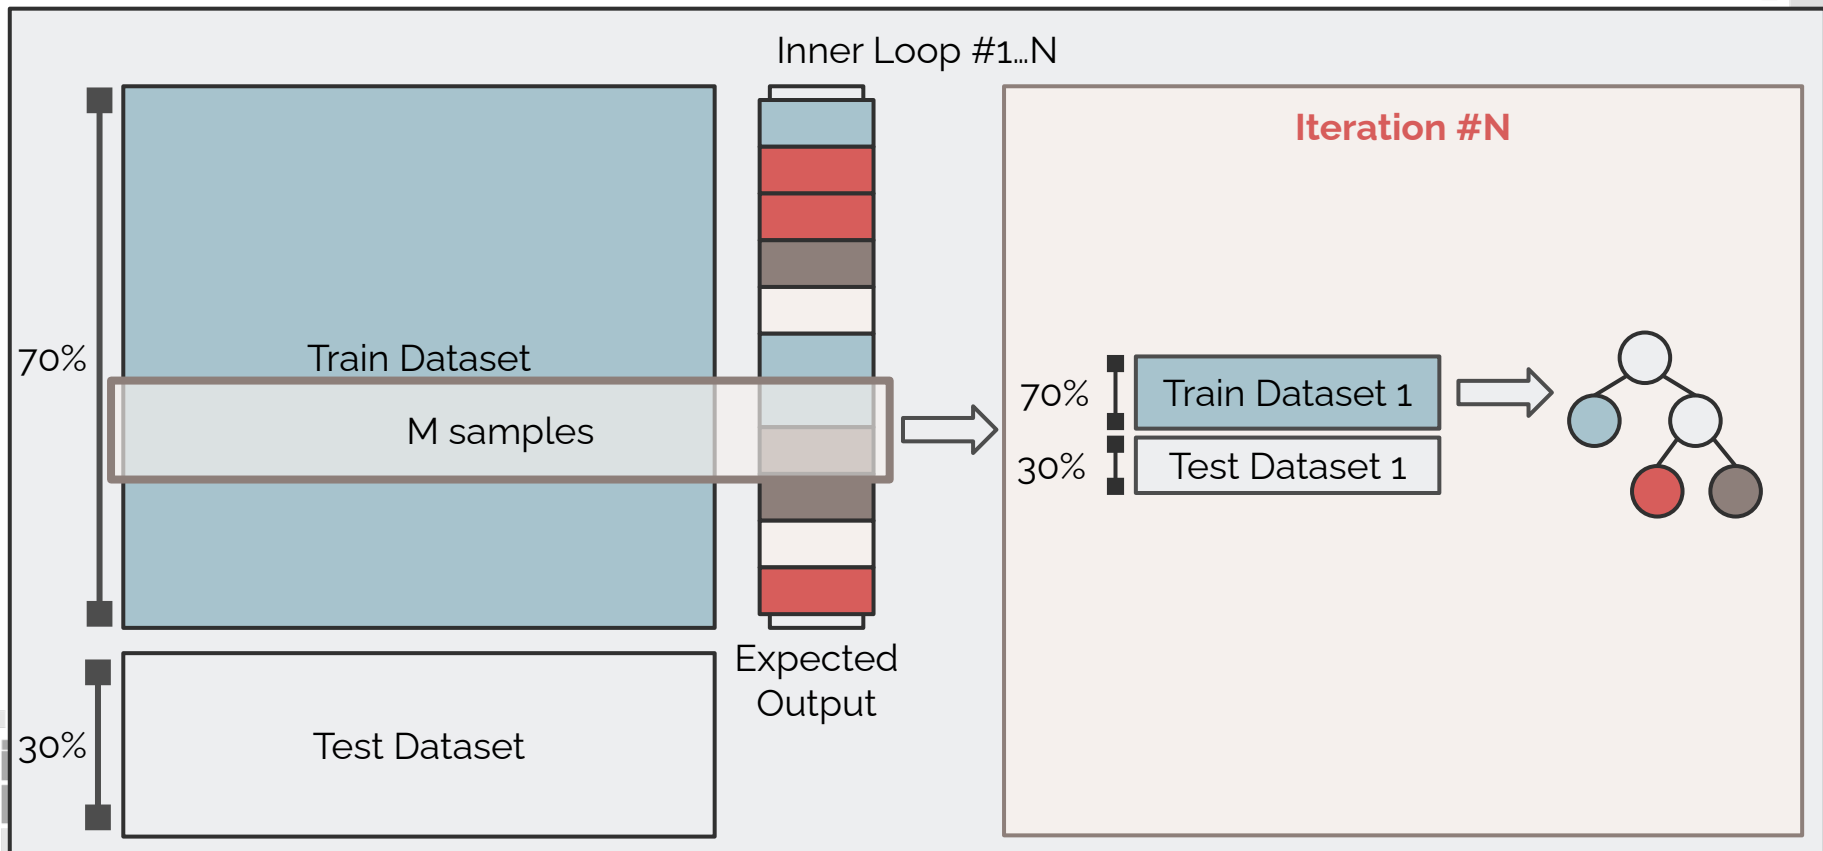 Inner Loop #1...N
Iteration #N
70%
Train Dataset
M samples
70%
Train Dataset 1
30%
Test Dataset 1
Expected
Output
30%
Test Dataset